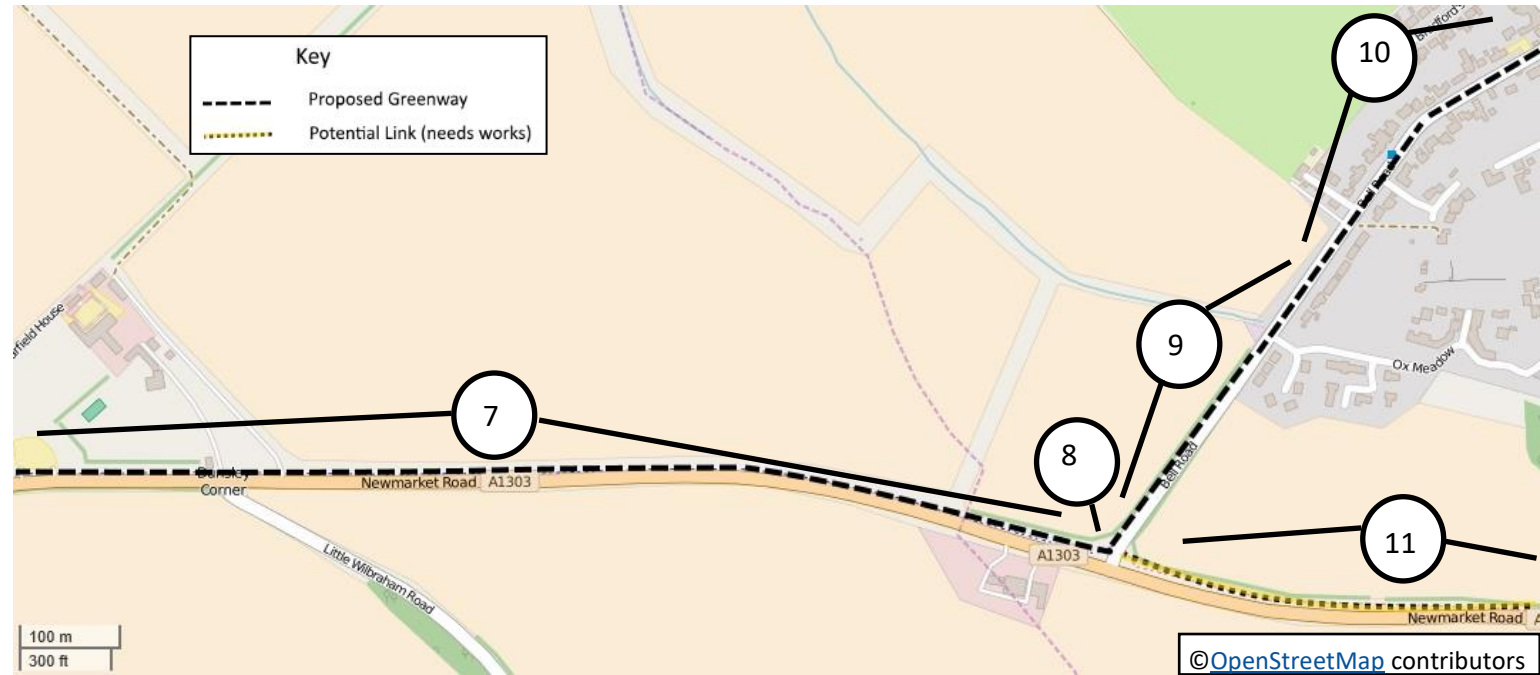 Key
Proposed Greenway
Potential Link (needs works)
10
9
Ox Meadow
7
8
Bell Road
Corner
Newmarket Road
A1303
11
A1303
Little Wilbraham Road
Newmarket Road
100 m
300 ft
©OpenStreetMap contributors